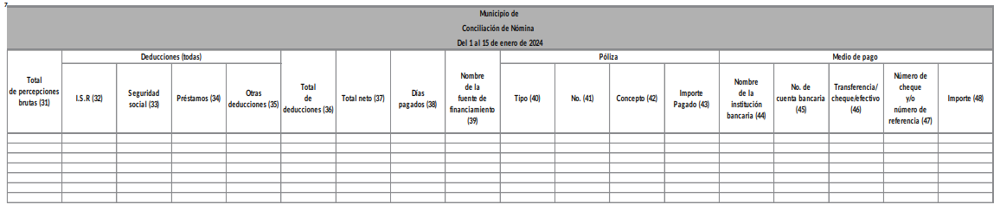 7
Municipio de
Conciliación de Nómina
Del 1 al 15 de enero de 2024
Total
de percepciones
brutas (31)
Deducciones (todas)
I.S.R (32)
Seguridad
social (33)
Préstamos (34)
Otras
deducciones (35)
Total
de
deducciones (36)
Total neto (37)
Días
pagados (38)
Nombre
de la
fuente de
financiamiento
(39)
Póliza
Tipo (40)
No. (41)
Concepto (42)
Importe
Pagado (43)
Medio de pago
Nombre
de la
institución
bancaria (44)
No. de
cuenta bancaria
(45)
Transferencia/
cheque/efectivo
(46)
Número de
cheque
y/o
número de
referencia (47)
Importe (48)